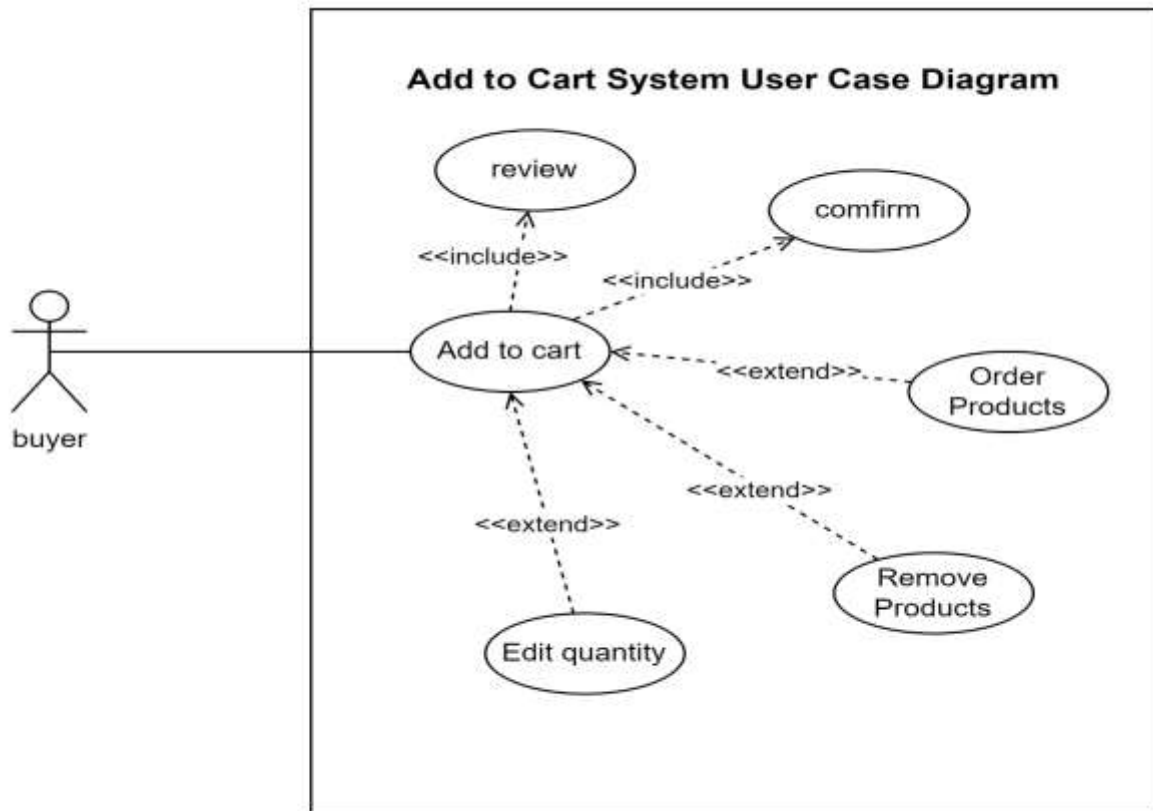 Add to Cart System User Case Diagram
review
comfirm
<<include>>
<<include>>
Add to cart
<<extend>>
Order
Products
buyer
<<extend>>
<<extend>>
Remove
Products
Edit quantity